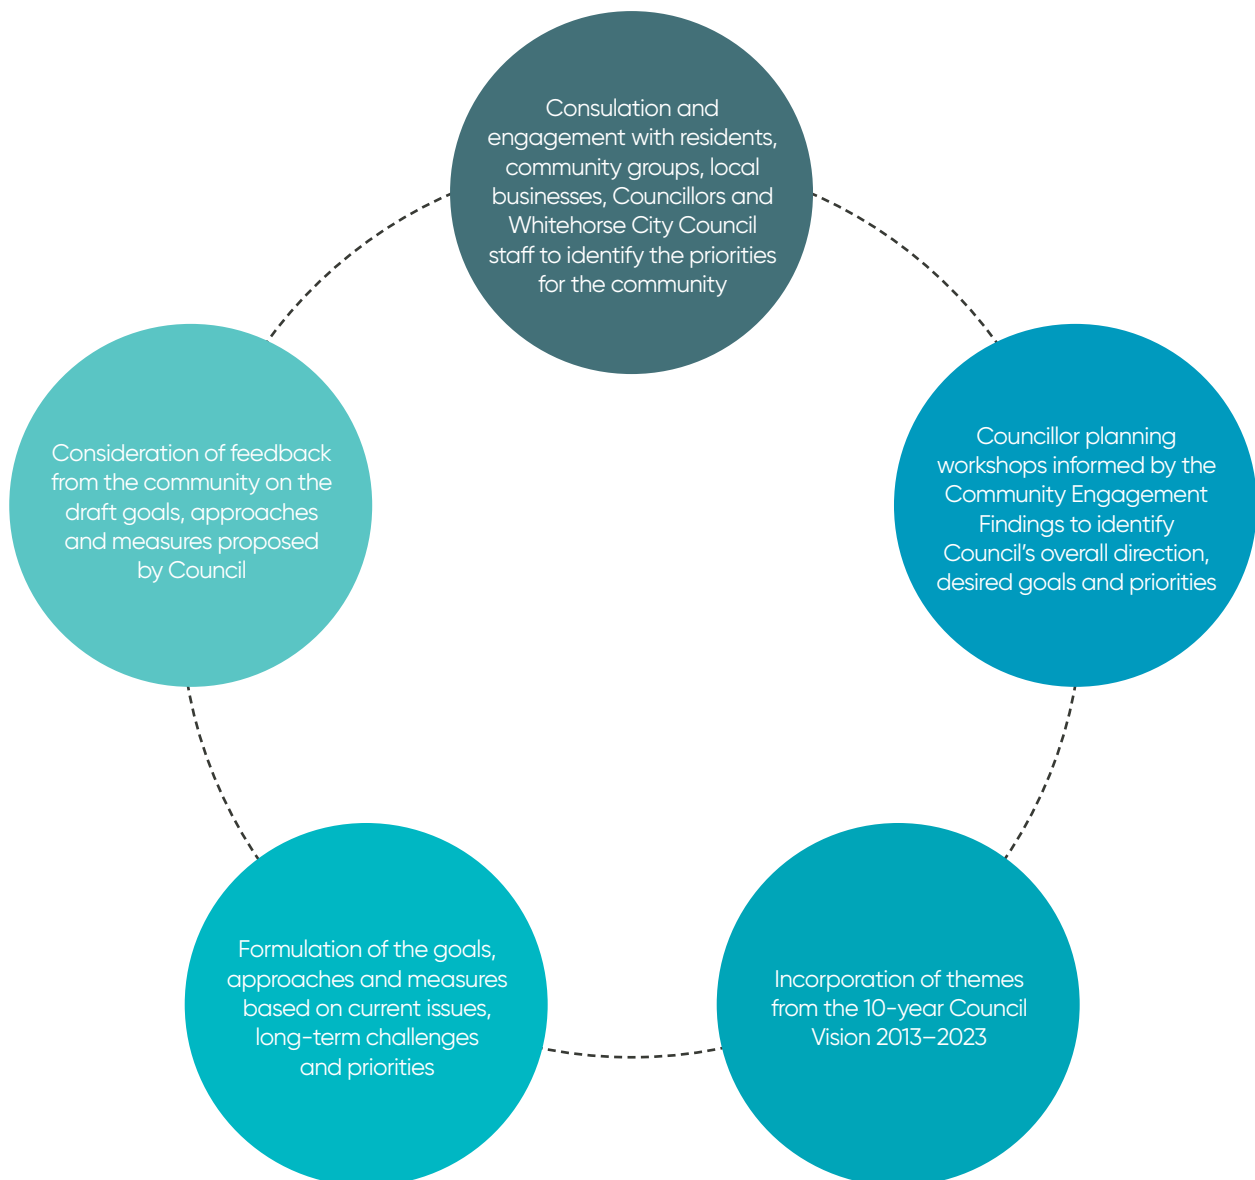 Consulation and
engagement with residents,
community groups, local
businesses, Councillors and
Whitehorse City Council
staff to identify the priorities
for the community
Councillor planning
workshops informed by the
Community Engagement
Findings to identify
Council’s overall direction,
desired goals and priorities
Incorporation of themes
from the 10-year Council
Vision 2013–2023
Formulation of the goals,
approaches and measures
based on current issues,
long-term challenges
and priorities
Consideration of feedback
from the community on the
draft goals, approaches
and measures proposed
by Council